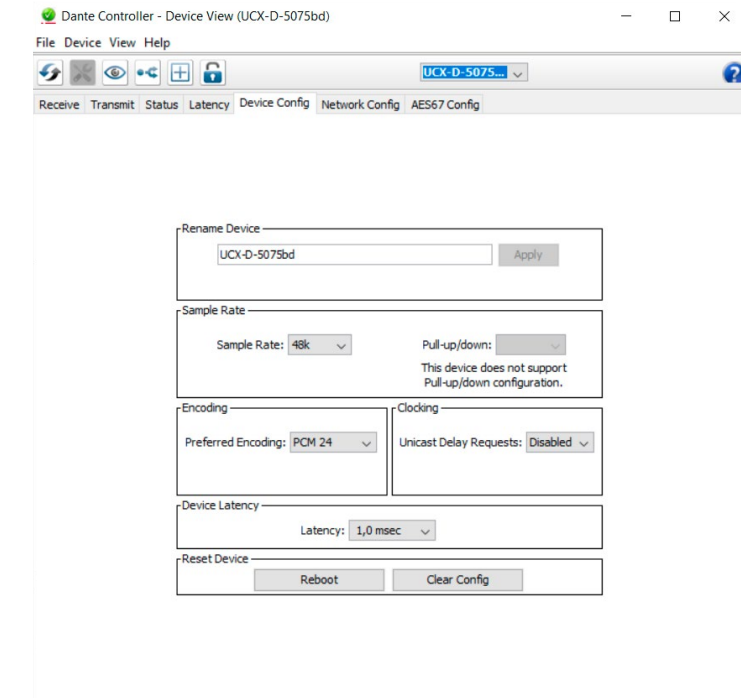 Dante Controller - Device View (UCX-D-5075bd)
File Device View Help
UCX-D-5075...
?
Receive Transmit Status Latency Device Config Network Config AES67 Config
Rename Device
UCX-D-5075bd Apply
Sample Rate
Sample Rate: 48k Pull-up/down:
This device does not support
Pull-up/down configuration.
Encoding Clocking
Preferred Encoding: PCM 24 Unicast Delay Requests: Disabled
Device Latency
Latency: 1,0 msec
Reset Device
Reboot Clear Config